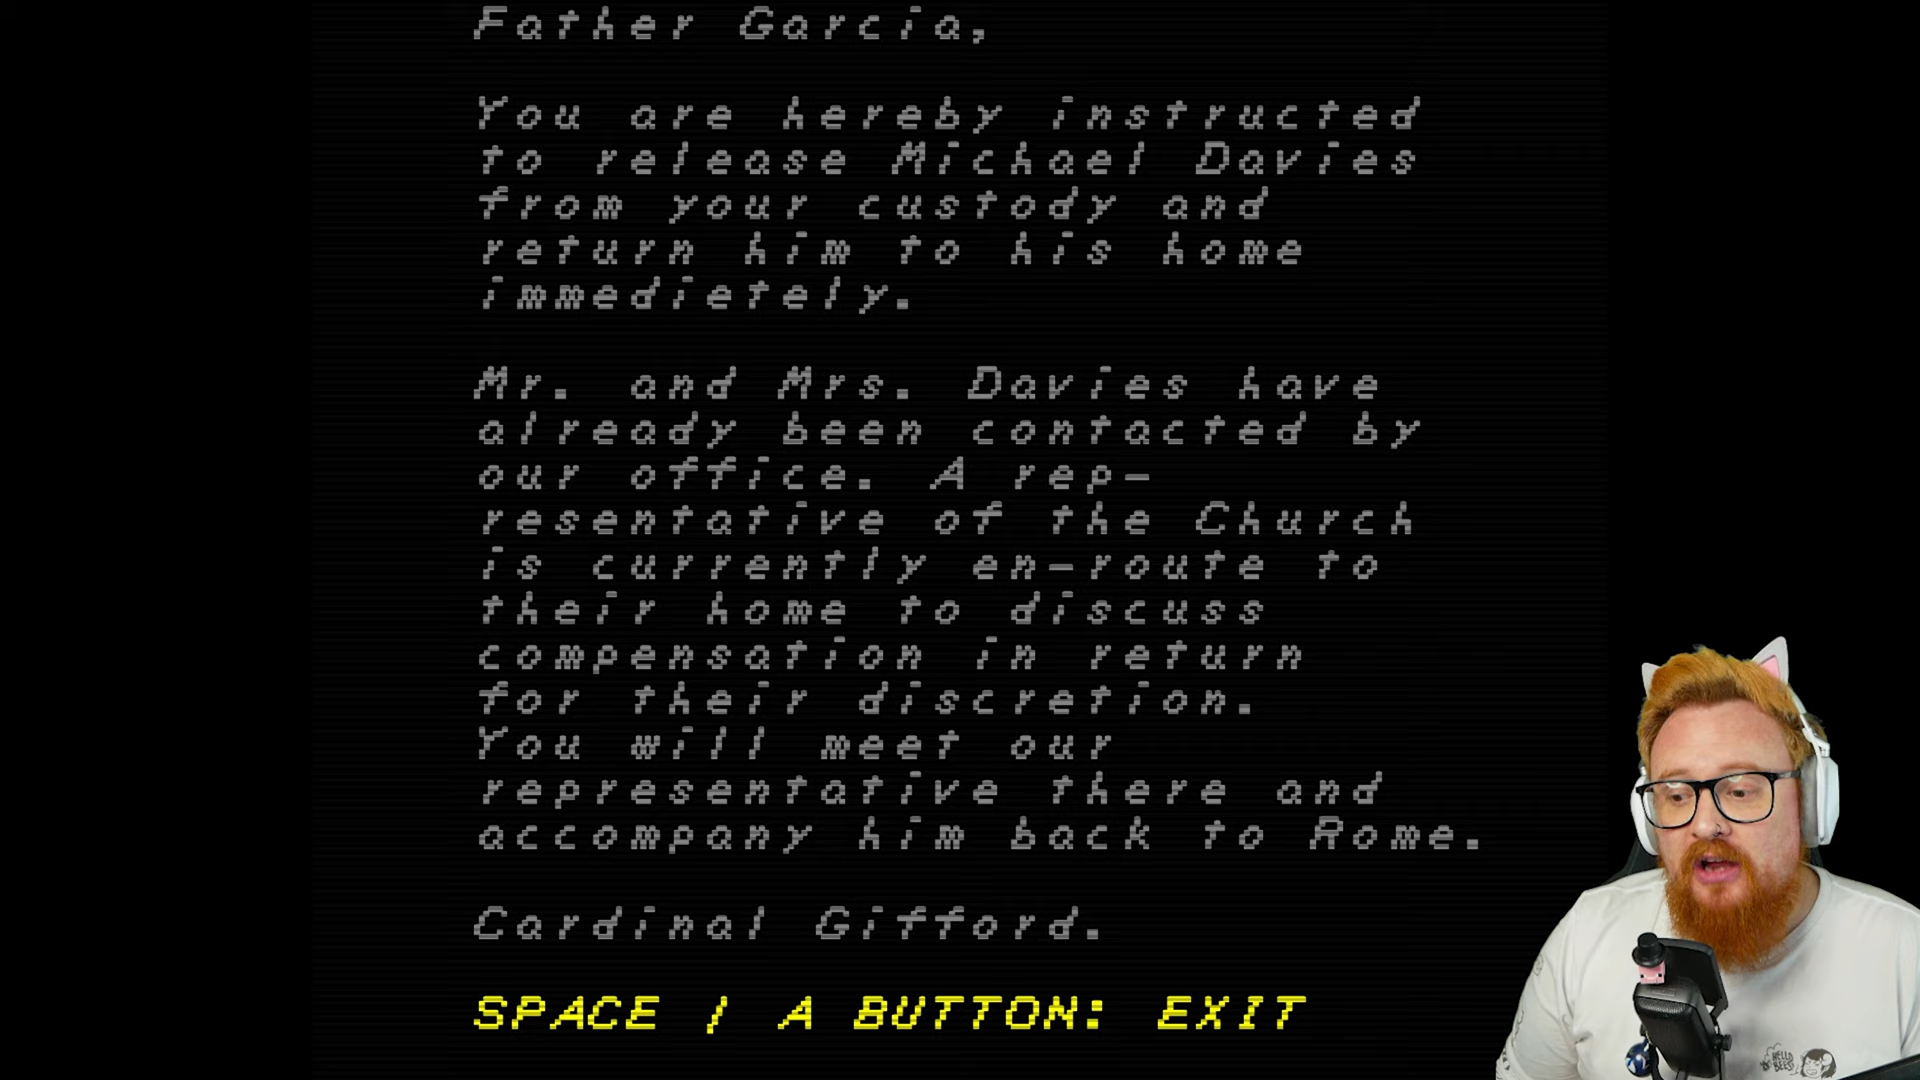 Father Garcia,
You are hereby instructed
to release Michael Davies
from your custody and
return him to his home
immedietely.
Mr. and Mrs. Davies have
already been contacted by
our office. A rep-
resentative of the Church
is currently en-route to
their home to discuss
compensation in return
for their discretion.
You will meet our
representative there and
accompany him back to Rome.
Cardinal Gifford.
SPACE / A BUTTON: EXIT
HELLO
BEES